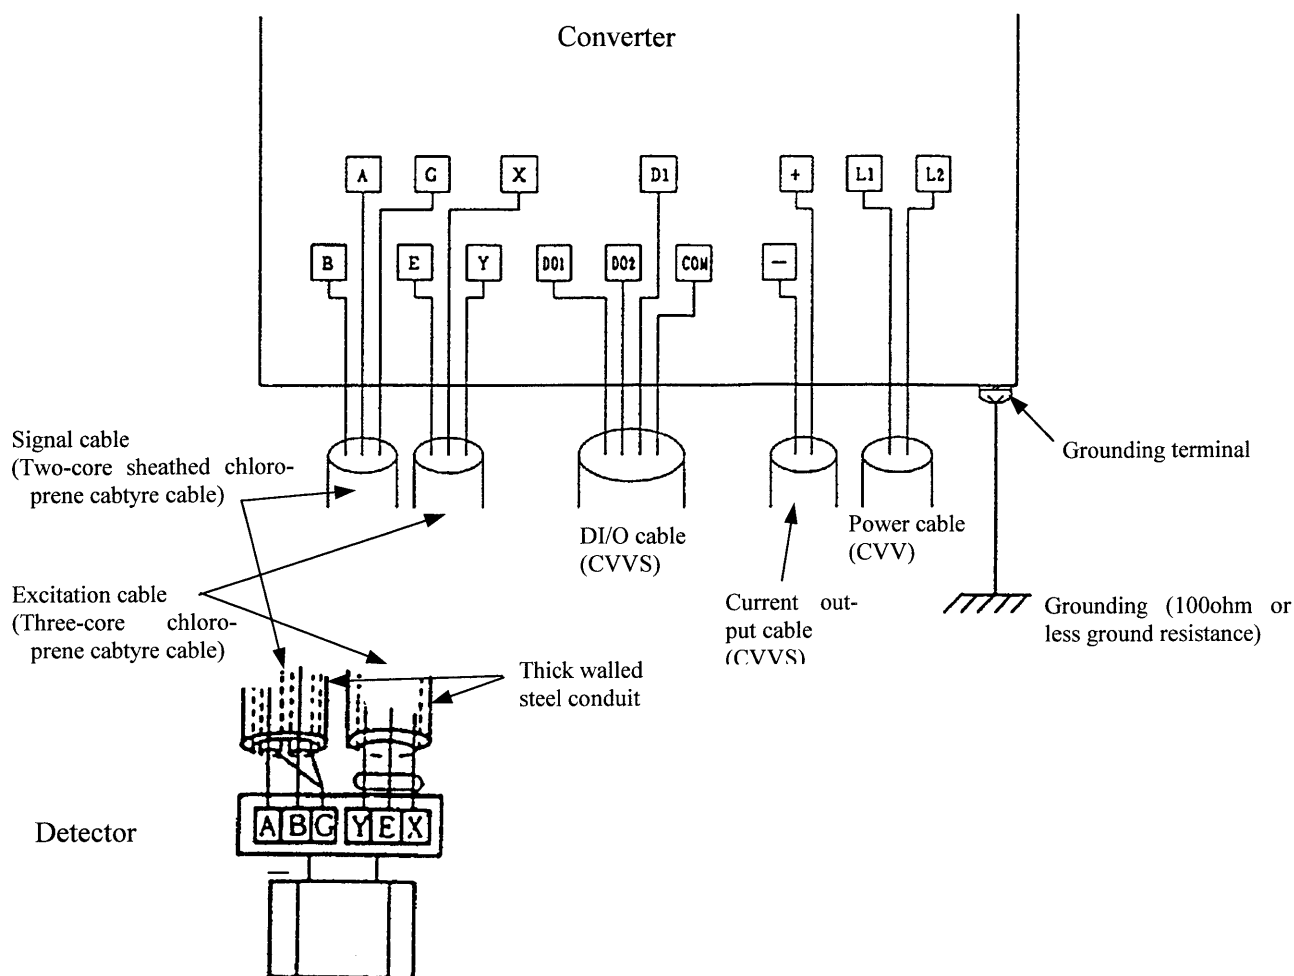 Converter
A
G
X
D1
+
L1
L2
B
E
Y
DO1
DO2
COM
—
Signal cable
(Two-core sheathed chloro-
prene cabtyre cable)
Grounding terminal
DI/O cable
(CVVS)
Power cable
(CVV)
Excitation cable
(Three-core chloro-
prene cabtyre cable)
Current out-
put cable
(CVVS)
Grounding (100ohm or
less ground resistance)
Thick walled
steel conduit
Detector
A B G Y E X